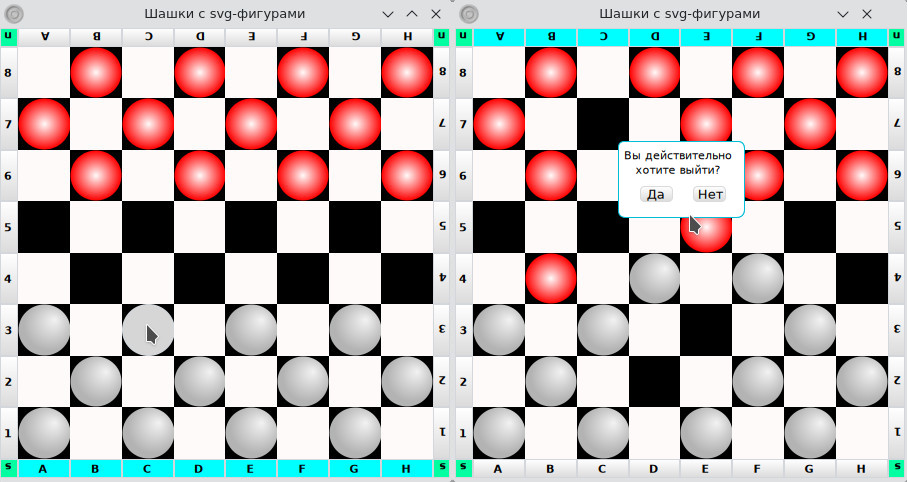 Шашки с svg-фигурами
n A B C D E F G H n
8 8
7 7
6 6
5 5
4 4
3 3
2 2
1 1
s A B C D E F G H s
Шашки с svg-фигурами
n A B C D E F G H n
8 8
7 7
Вы действительно
хотите выйти?
6 6
Да Нет
5 5
4 4
3 3
2 2
1 1
s A B C D E F G H s